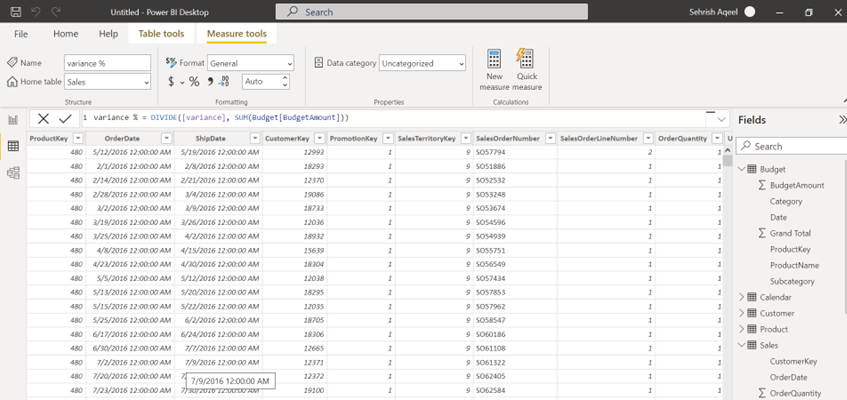 Untitled - Power BI Desktop Search Sehrish Aqeel
File Home Help Table tools Measure tools
Name variance % Format General Data category Uncategorized New measure Quick measure
Home table Sales $ % , .00 Auto
Structure Formatting Properties Calculations
1 variance % = DIVIDE([variance], SUM(Budget[BudgetAmount]))
ProductKey OrderDate ShipDate CustomerKey PromotionKey SalesTerritoryKey SalesOrderNumber SalesOrderLineNumber OrderQuantity U
480 5/12/2016 12:00:00 AM 5/19/2016 12:00:00 AM 12993 1 9 SO57794 2 1
480 2/1/2016 12:00:00 AM 2/8/2016 12:00:00 AM 18293 1 9 SO51886 1 1
480 2/14/2016 12:00:00 AM 2/21/2016 12:00:00 AM 12370 1 9 SO52532 1 1
480 2/28/2016 12:00:00 AM 3/4/2016 12:00:00 AM 19086 1 9 SO53248 1 1
480 3/2/2016 12:00:00 AM 3/9/2016 12:00:00 AM 18733 1 9 SO53674 1 1
480 3/19/2016 12:00:00 AM 3/26/2016 12:00:00 AM 12036 1 9 SO54596 1 1
480 3/25/2016 12:00:00 AM 4/2/2016 12:00:00 AM 18932 1 9 SO54939 1 1
480 4/8/2016 12:00:00 AM 4/15/2016 12:00:00 AM 15639 1 9 SO55751 1 1
480 4/23/2016 12:00:00 AM 4/30/2016 12:00:00 AM 18304 1 9 SO56549 1 1
480 5/5/2016 12:00:00 AM 5/12/2016 12:00:00 AM 12038 1 9 SO57434 1 1
480 5/13/2016 12:00:00 AM 5/20/2016 12:00:00 AM 18295 1 9 SO57853 1 1
480 5/15/2016 12:00:00 AM 5/22/2016 12:00:00 AM 12035 1 9 SO57962 1 1
480 5/25/2016 12:00:00 AM 6/2/2016 12:00:00 AM 18705 1 9 SO58547 1 1
480 6/17/2016 12:00:00 AM 6/24/2016 12:00:00 AM 18306 1 9 SO60186 1 1
480 6/30/2016 12:00:00 AM 7/7/2016 12:00:00 AM 12665 1 9 SO61108 1 1
480 7/2/2016 12:00:00 AM 7/9/2016 12:00:00 AM 12371 1 9 SO61322 1 1
480 7/20/2016 12:00:00 AM 12372 1 9 SO62405 1 1
7/9/2016 12:00:00 AM
480 7/23/2016 12:00:00 AM 7/30/2016 12:00:00 AM 19100 1 9 SO62584 1 1
Fields
Search
Budget
BudgetAmount
Category
Date
Grand Total
ProductKey
ProductName
Subcategory
Calendar
Customer
Product
Sales
CustomerKey
OrderDate
OrderQuantity